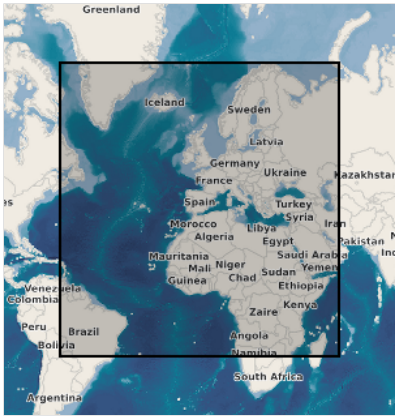 Greenland
Iceland
Sweden
Latvia
Germany
Ukraine
France
Kazakhstan
Spain
Turkey
Syria
Morocco
Libya
Iran
Algeria
Egypt
Pakistan
Mauritania
Saudi Arabia
Mali
Niger
Sudan
Yemen
Guinea
Chad
Ethiopia
Venezuela
Colombia
Kenya
Zaire
Peru
Brazil
Angola
Bolivia
Namibia
South Africa
Argentina